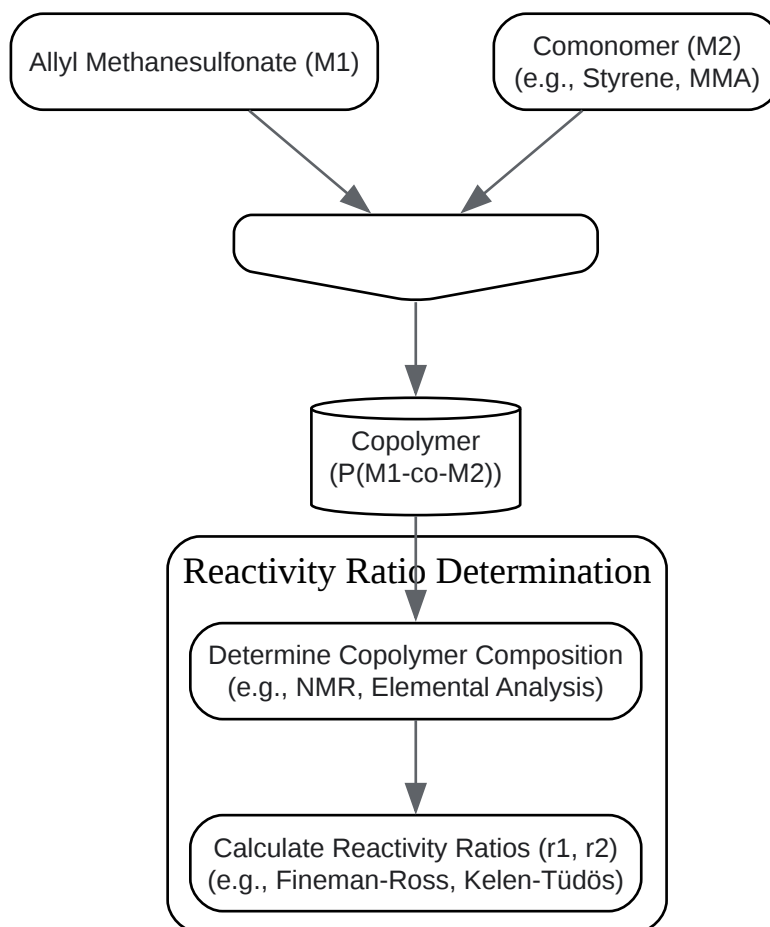 Allyl Methanesulfonate (M1)
Comonomer (M2)
(e.g., Styrene, MMA)
Copolymer
(P(M1-co-M2))
Reactivity Ratio Determination
Determine Copolymer Composition
(e.g., NMR, Elemental Analysis)
Calculate Reactivity Ratios (r1, r2)
(e.g., Fineman-Ross, Kelen-Tüdös)